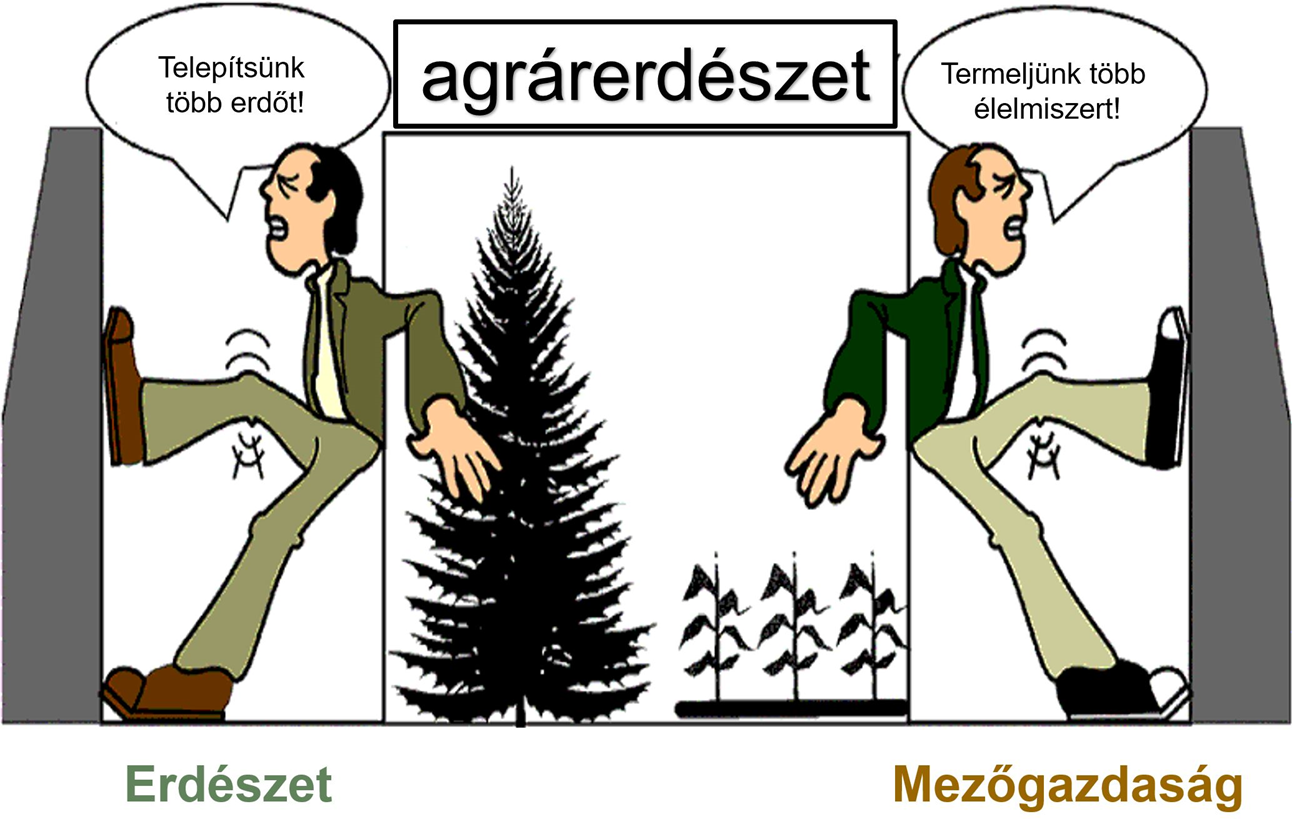 Telepítsünk
több erdőt!
agrárerdészet
Termeljünk több
élelmiszert!
Erdészet
Mezőgazdaság